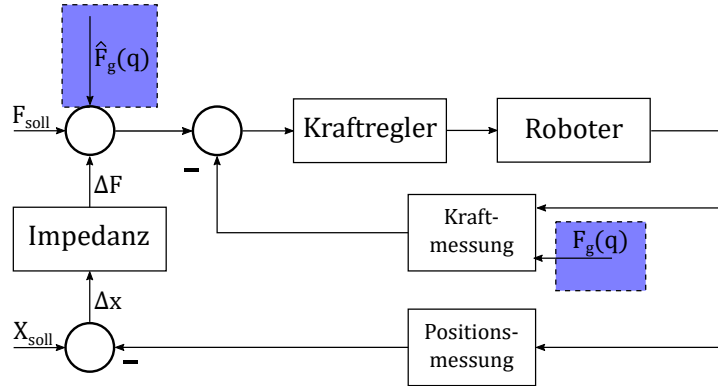 F̂g(q)
Fsoll
Kraftregler
Roboter
ΔF
Impedanz
Kraft-
messung
Fg(q)
Δx
Xsoll
Positions-
messung